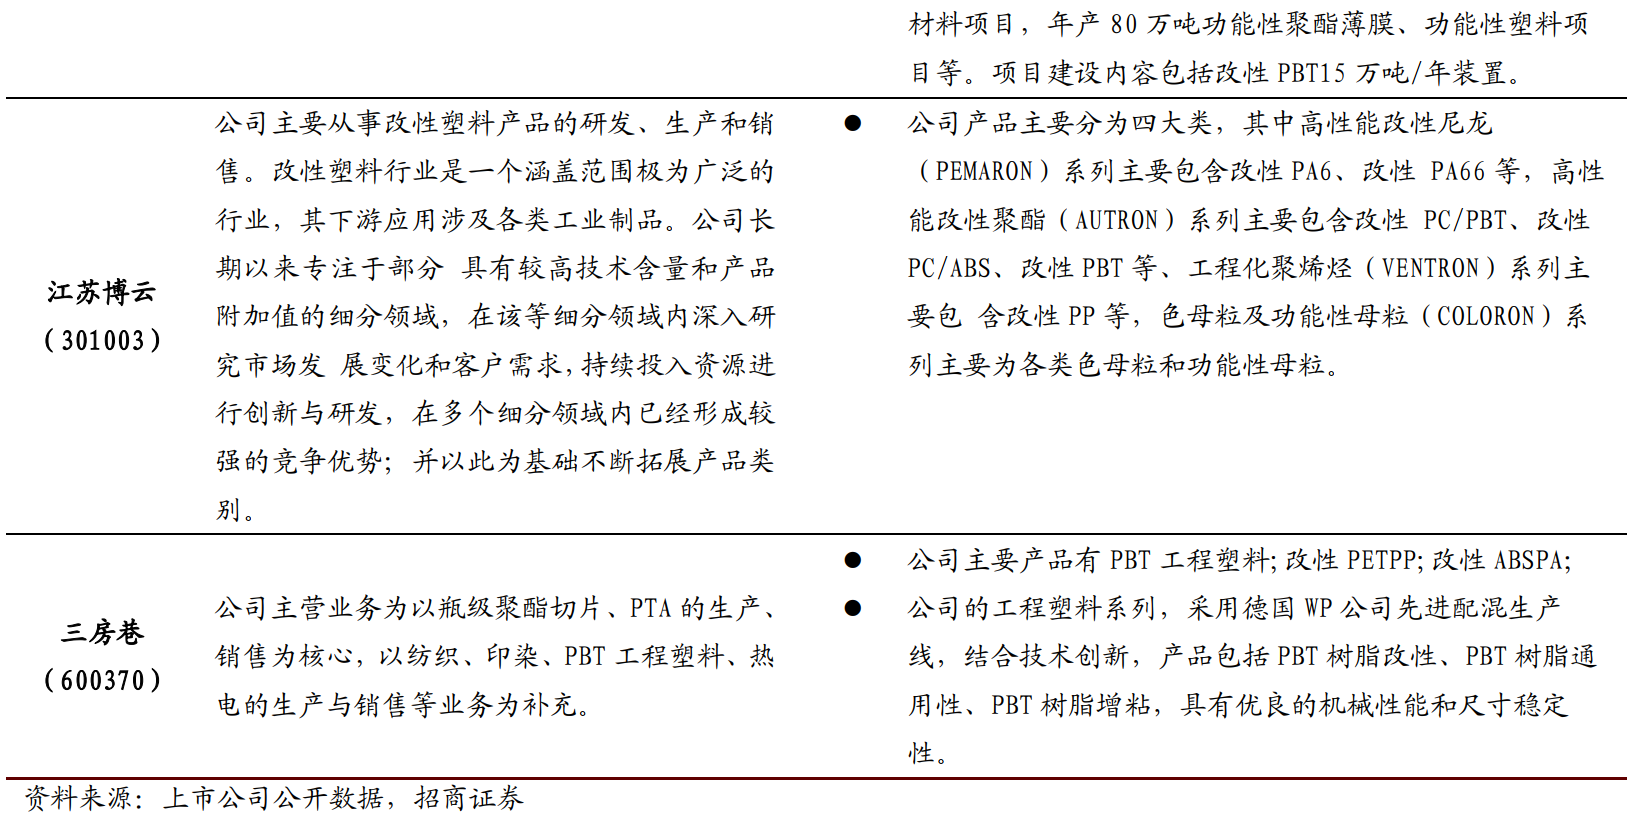 材料项目，年产 80 万吨功能性聚酯薄膜、功能性塑料项
目等。项目建设内容包括改性 PBT15 万吨/年装置。
江苏博云
（301003）
公司主要从事改性塑料产品的研发、生产和销
售。改性塑料行业是一个涵盖范围极为广泛的
行业，其下游应用涉及各类工业制品。公司长
期以来专注于部分 具有较高技术含量和产品
附加值的细分领域，在该等细分领域内深入研
究市场发 展变化和客户需求，持续投入资源进
行创新与研发，在多个细分领域内已经形成较
强的竞争优势；并以此为基础不断拓展产品类
别。
● 公司产品主要分为四大类，其中高性能改性尼龙
（PEMARON）系列主要包含改性 PA6、改性 PA66 等，高性
能改性聚酯（AUTRON）系列主要包含改性 PC/PBT、改性
PC/ABS、改性 PBT 等、工程化聚烯烃（VENTRON）系列主
要包 含改性 PP 等，色母粒及功能性母粒（COLORON）系
列主要为各类色母粒和功能性母粒。
三房巷
（600370）
公司主营业务为以瓶级聚酯切片、PTA 的生产、
销售为核心，以纺织、印染、PBT 工程塑料、热
电的生产与销售等业务为补充。
● 公司主要产品有 PBT 工程塑料；改性 PETPP；改性 ABSPA；
● 公司的工程塑料系列，采用德国 WP 公司先进配混生产
线，结合技术创新，产品包括 PBT 树脂改性、PBT 树脂通
用性、PBT 树脂增粘，具有优良的机械性能和尺寸稳定
性。
资料来源：上市公司公开数据，招商证券